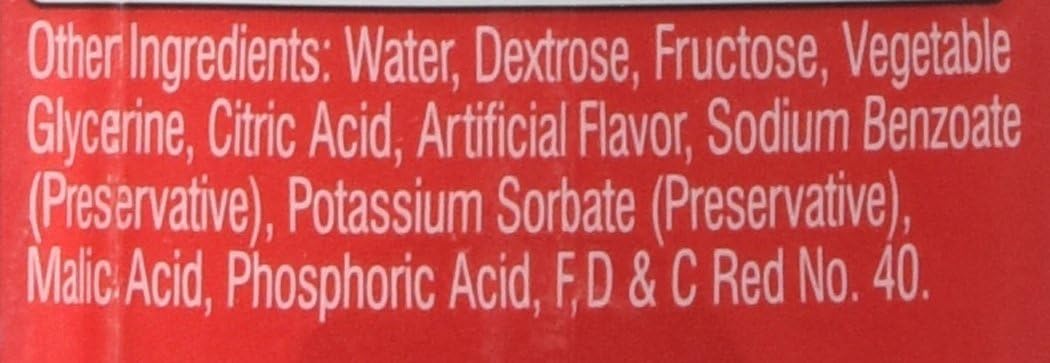 Other Ingredients: Water, Dextrose, Fructose, Vegetable
Glycerine, Citric Acid, Artificial Flavor, Sodium Benzoate
(Preservative), Potassium Sorbate (Preservative),
Malic Acid, Phosphoric Acid, F,D & C Red No. 40.